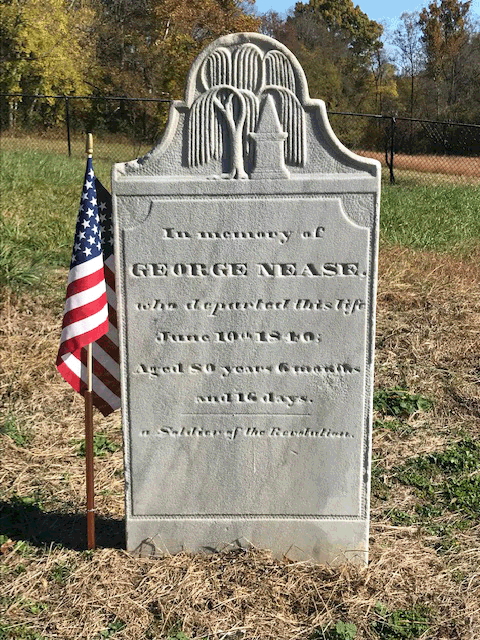 In memory of
GEORGE NEASE.
who departed this life
June 10th 1840;
Aged 80 years 6 months
and 16 days.
a Soldier of the Revolution.